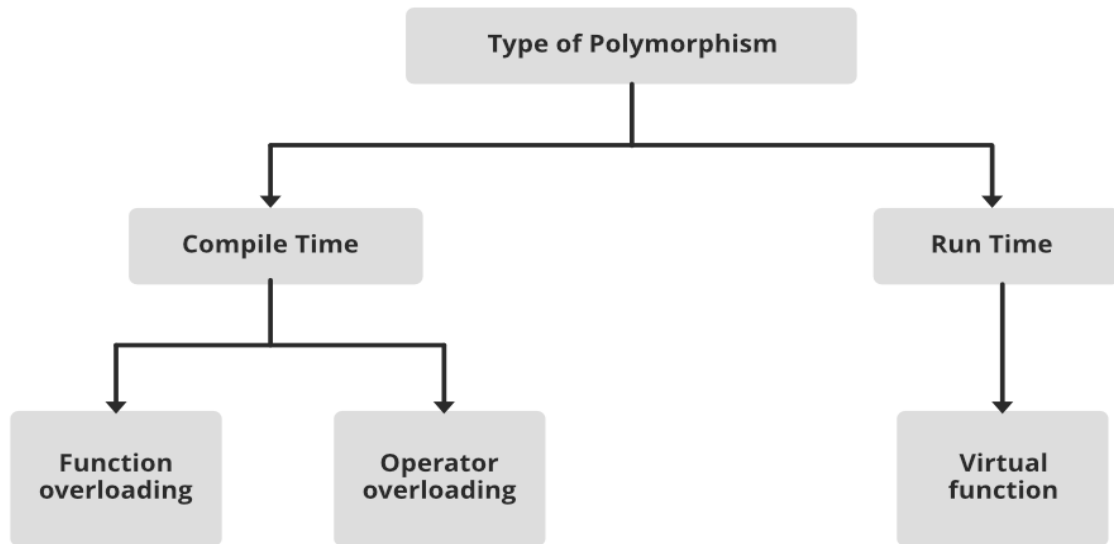 Type of Polymorphism
Compile Time
Run Time
Function
overloading
Operator
overloading
Virtual
function